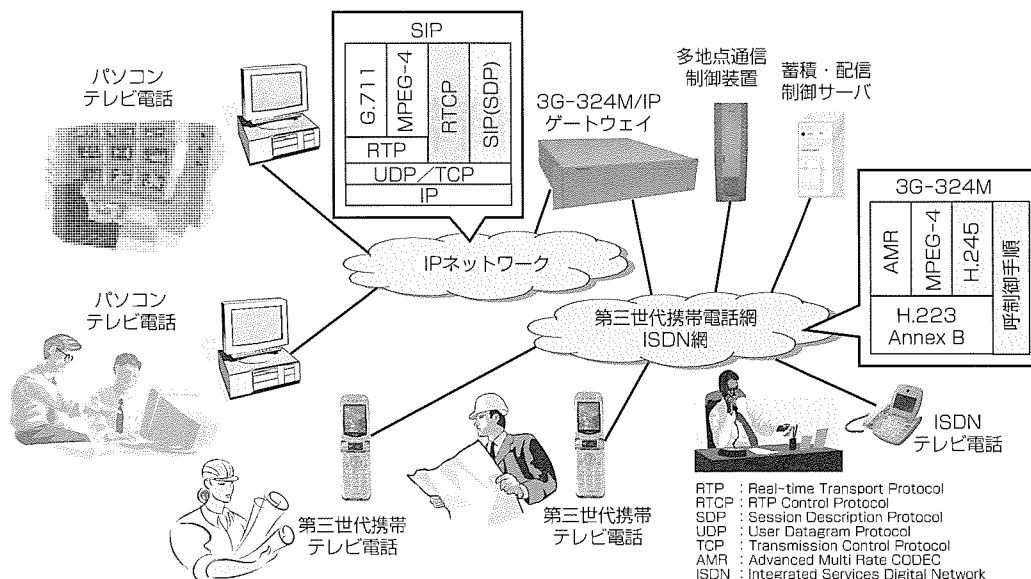 パソコン
テレビ電話
SIP
G.711
MPEG-4
RTCP
SIP(SDP)
RTP
UDP/TCP
IP
3G-324M/IP
ゲートウェイ
多地点通信
制御装置
蓄積・配信
制御サーバ
3G-324M
AMR
MPEG-4
H.245
呼制御手順
H.223
Annex B
IPネットワーク
パソコン
テレビ電話
第三世代携帯電話網
ISDN網
第三世代携帯
テレビ電話
第三世代携帯
テレビ電話
ISDN
テレビ電話
RTP : Real-time Transport Protocol
RTCP : RTP Control Protocol
SDP : Session Description Protocol
UDP : User Datagram Protocol
TCP : Transmission Control Protocol
AMR : Advanced Multi Rate CODEC
ISDN : Integrated Services Digital Network